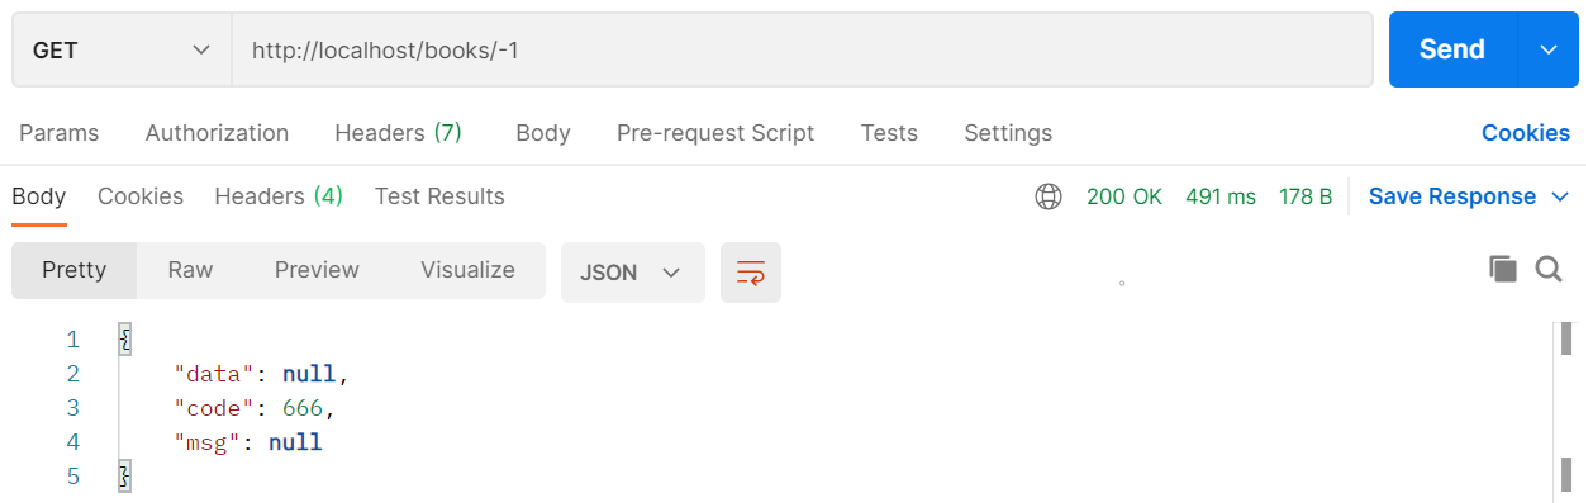 GET http://localhost/books/-1 Send
Params Authorization Headers (7) Body Pre-request Script Tests Settings Cookies
Body Cookies Headers (4) Test Results 200 OK 491 ms 178 B Save Response
Pretty Raw Preview Visualize JSON
1 {
2 "data": null,
3 "code": 666,
4 "msg": null
5 }